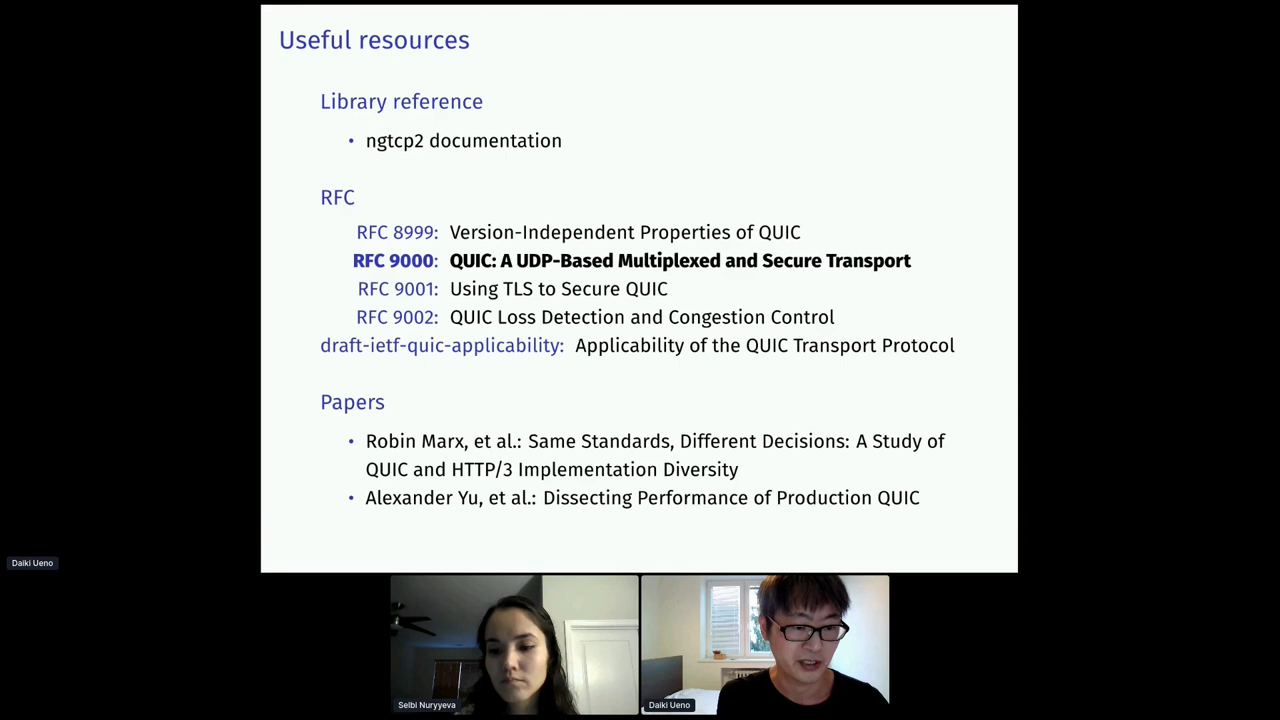 Useful resources
Library reference
• ngtcp2 documentation
RFC
RFC 8999: Version-Independent Properties of QUIC
RFC 9000: QUIC: A UDP-Based Multiplexed and Secure Transport
RFC 9001: Using TLS to Secure QUIC
RFC 9002: QUIC Loss Detection and Congestion Control
draft-ietf-quic-applicability: Applicability of the QUIC Transport Protocol
Papers
• Robin Marx, et al.: Same Standards, Different Decisions: A Study of
QUIC and HTTP/3 Implementation Diversity
• Alexander Yu, et al.: Dissecting Performance of Production QUIC
Daiki Ueno
Selbi Nuryyeva
Daiki Ueno